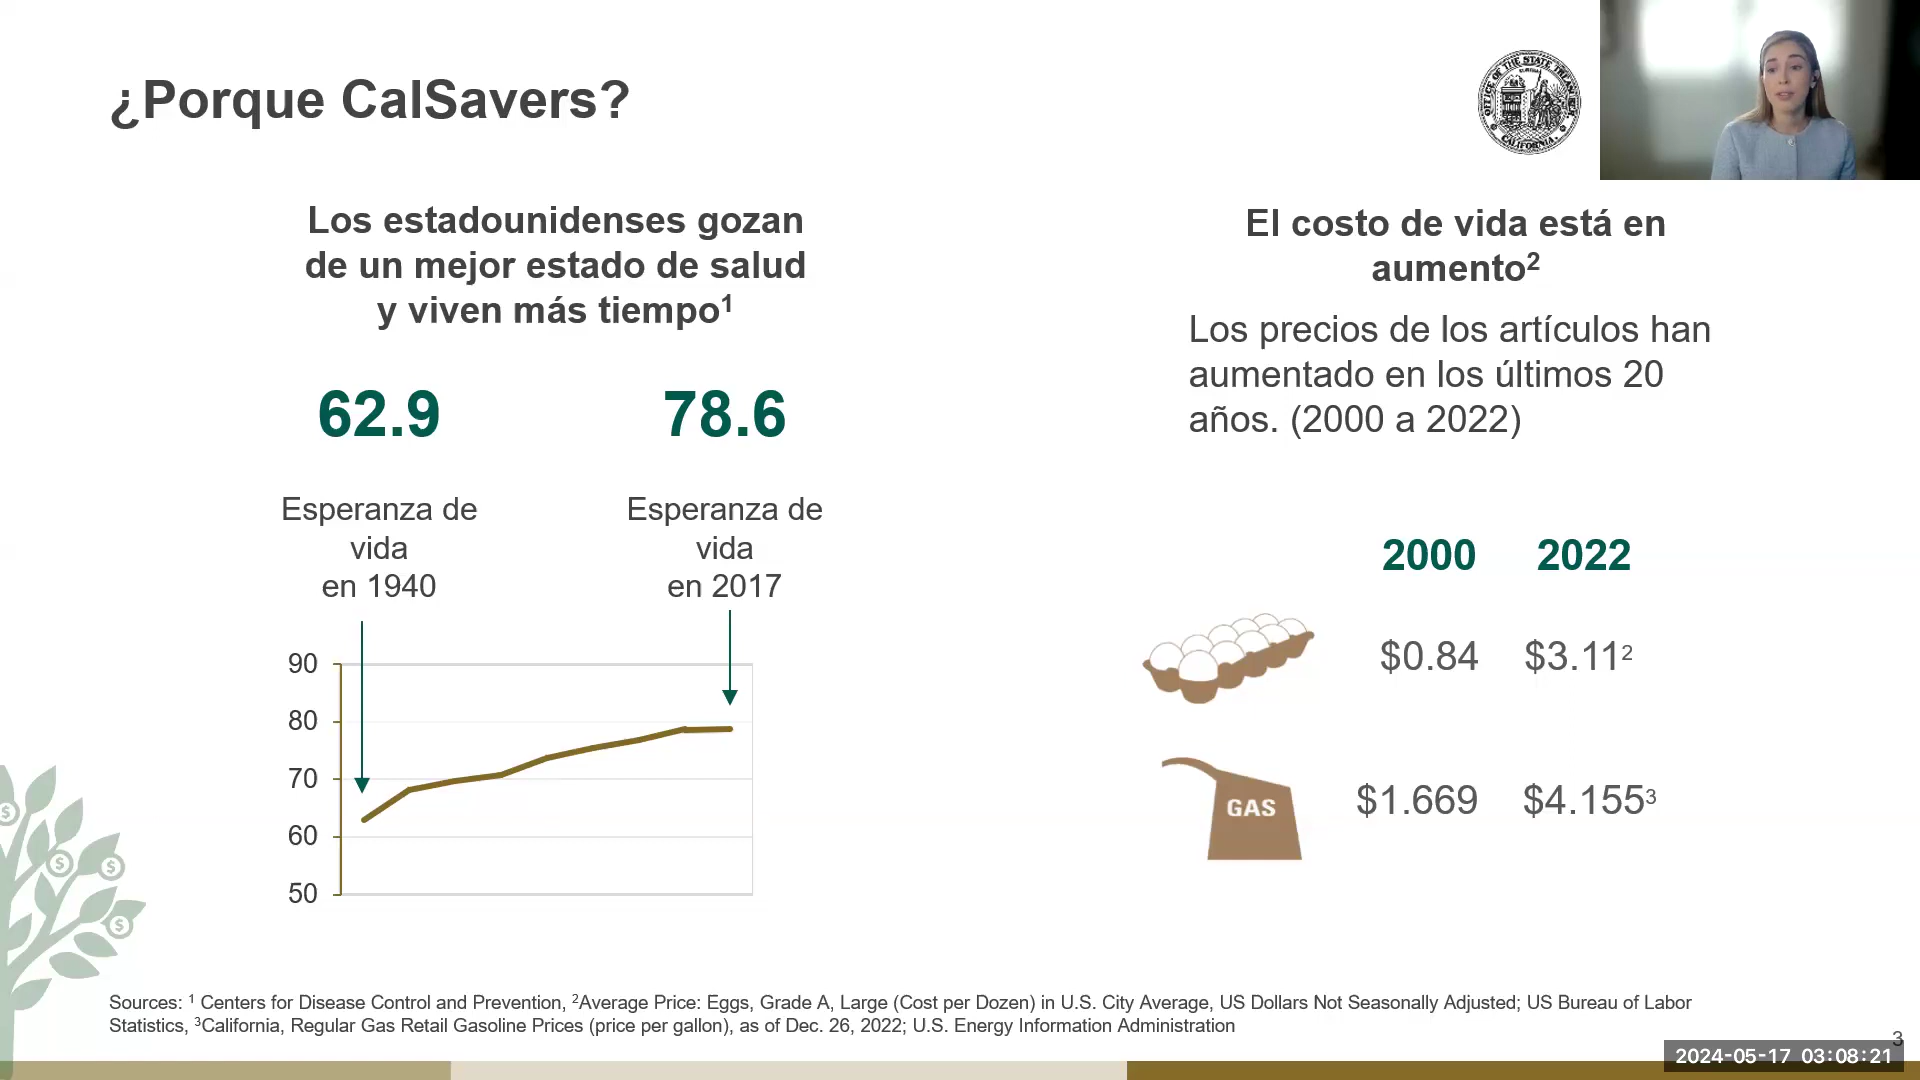 ¿Porque CalSavers?
OFFICE OF THE STATE TREASURER
CALIFORNIA
Los estadounidenses gozan
de un mejor estado de salud
y viven más tiempo¹
62.9
78.6
Esperanza de
vida
en 1940
Esperanza de
vida
en 2017
90
80
70
60
50
El costo de vida está en
aumento²
Los precios de los artículos han
aumentado en los últimos 20
años. (2000 a 2022)
2000 2022
$0.84 $3.11²
GAS $1.669 $4.155³
$
$
$
$
Sources: ¹ Centers for Disease Control and Prevention, ²Average Price: Eggs, Grade A, Large (Cost per Dozen) in U.S. City Average, US Dollars Not Seasonally Adjusted; US Bureau of Labor
Statistics, ³California, Regular Gas Retail Gasoline Prices (price per gallon), as of Dec. 26, 2022; U.S. Energy Information Administration
3
2024-05-17 03:08:21